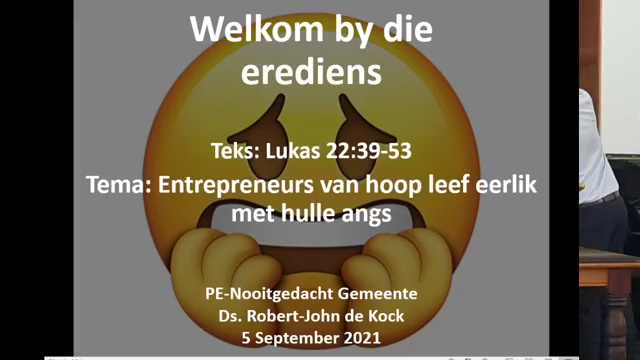 Welkom by die
erediens
Teks: Lukas 22:39-53
Tema: Entrepreneurs van hoop leef eerlik
met hulle angs
PE-Nooitgedacht Gemeente
Ds. Robert-John de Kock
5 September 2021